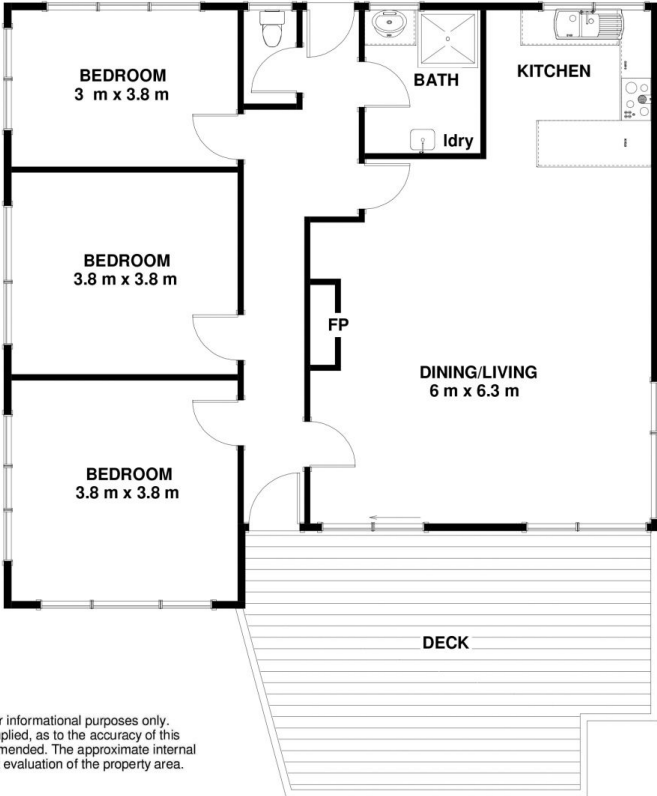 BEDROOM
3 m x 3.8 m
BATH
ldry
KITCHEN
BEDROOM
3.8 m x 3.8 m
FP
DINING/LIVING
6 m x 6.3 m
BEDROOM
3.8 m x 3.8 m
DECK
informational purposes only.
as to the accuracy of this
The approximate internal
evaluation of the property area.